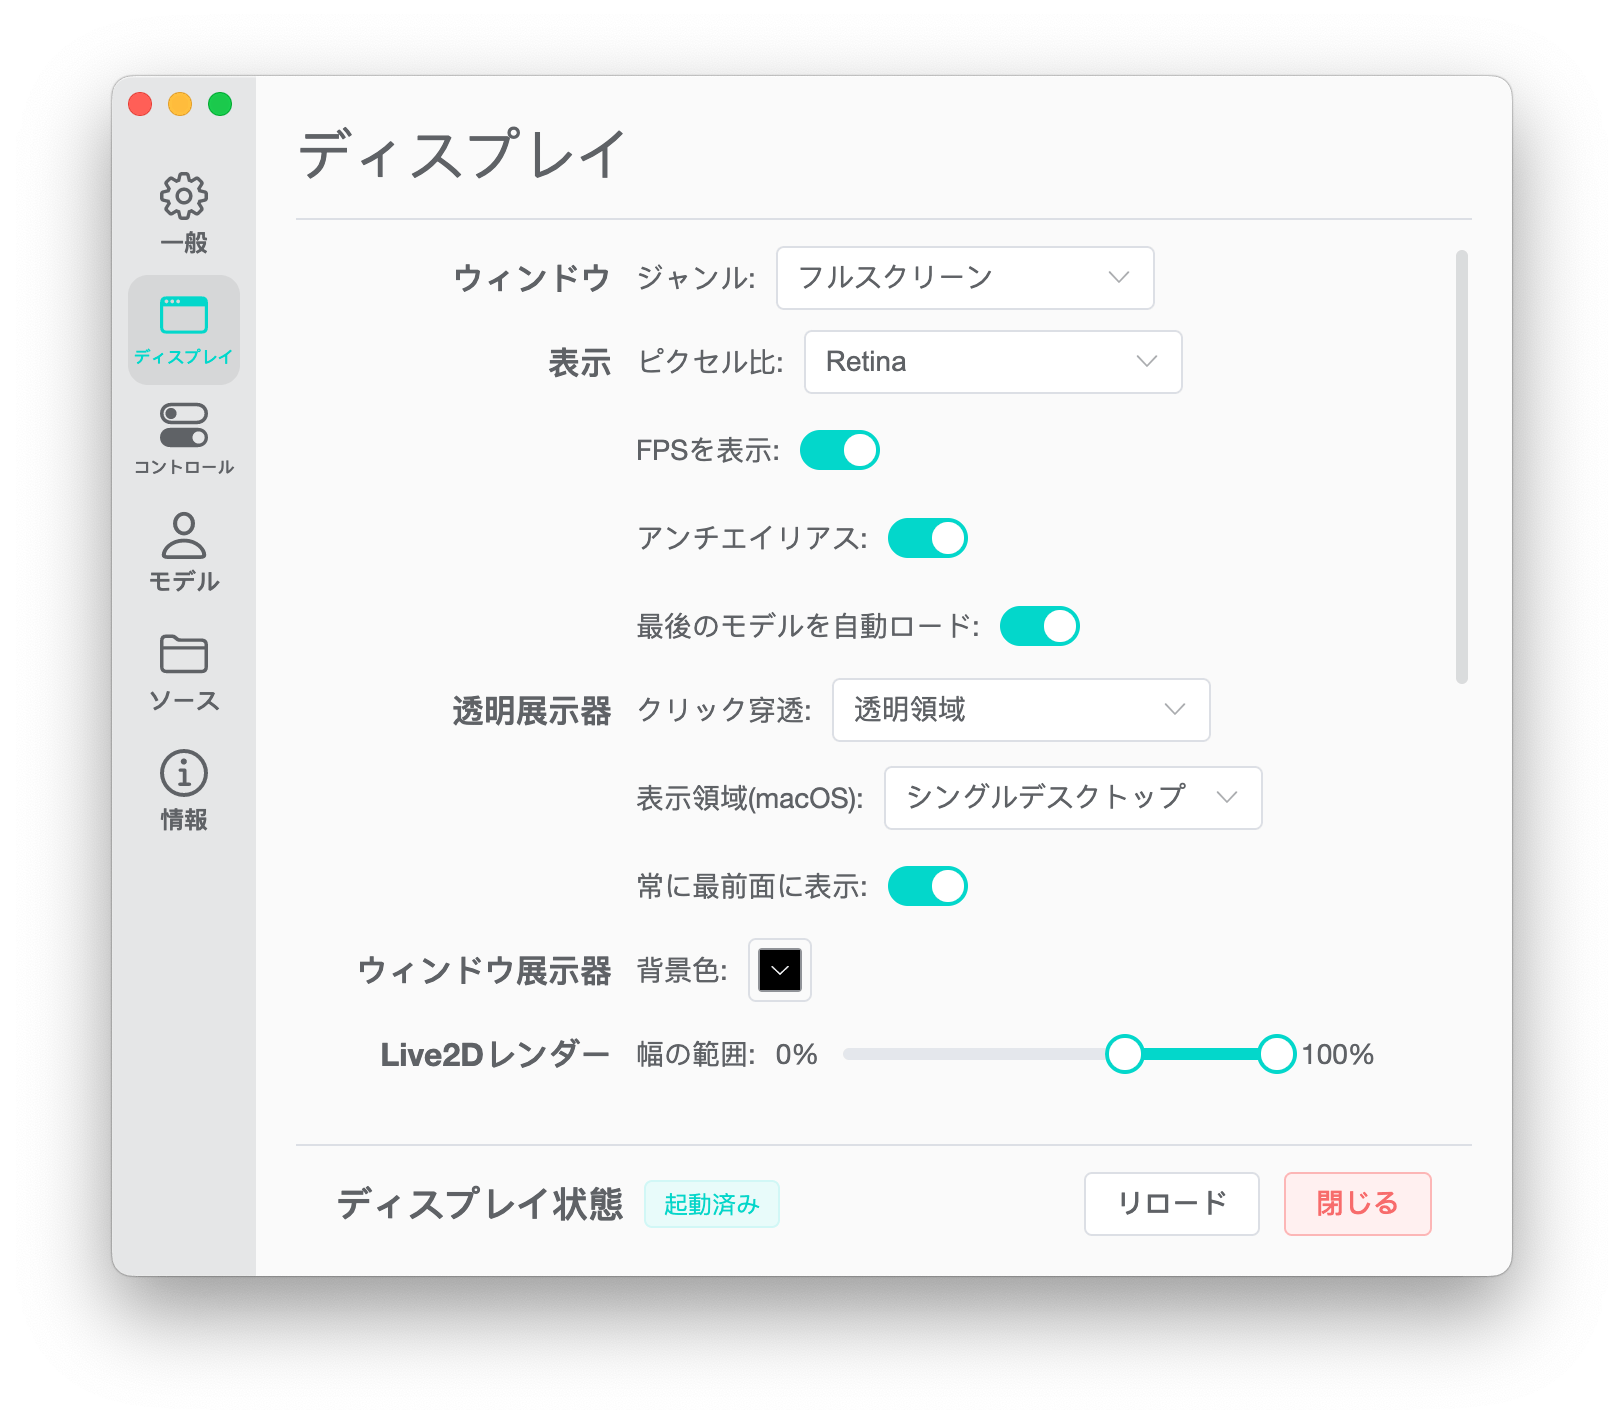 一般
ディスプレイ
コントロール
モデル
ソース
情報
ディスプレイ
ウィンドウ ジャンル: フルスクリーン
表示 ピクセル比: Retina
FPSを表示:
アンチエイリアス:
最後のモデルを自動ロード:
透明展示器 クリック穿透: 透明領域
表示領域(macOS): シングルデスクトップ
常に最前面に表示:
ウィンドウ展示器 背景色:
Live2Dレンダー 幅の範囲: 0% 100%
ディスプレイ状態 起動済み リロード 閉じる